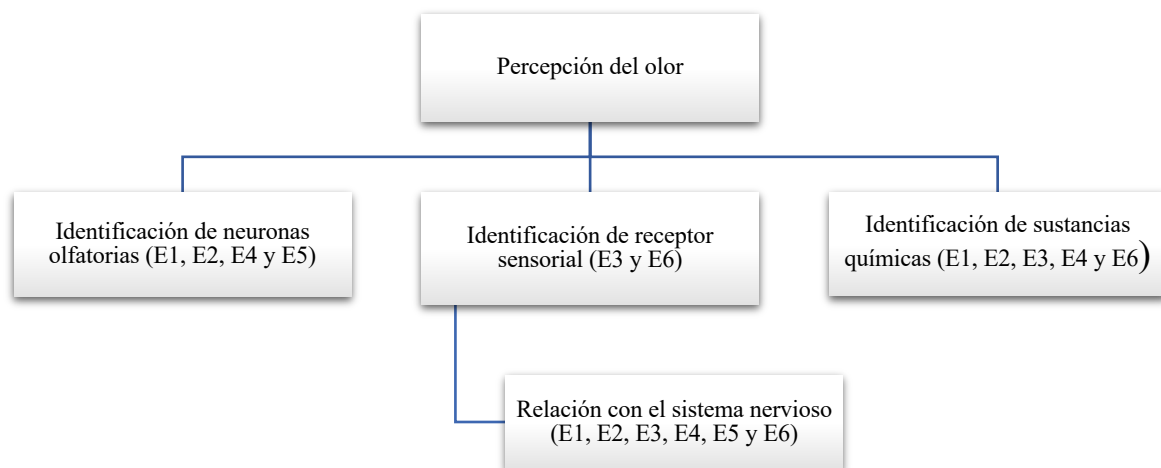 Percepción del olor
Identificación de neuronas
olfatorias (E1, E2, E4 y E5)
Identificación de receptor
sensorial (E3 y E6)
Identificación de sustancias
químicas (E1, E2, E3, E4 y E6)
Relación con el sistema nervioso
(E1, E2, E3, E4, E5 y E6)